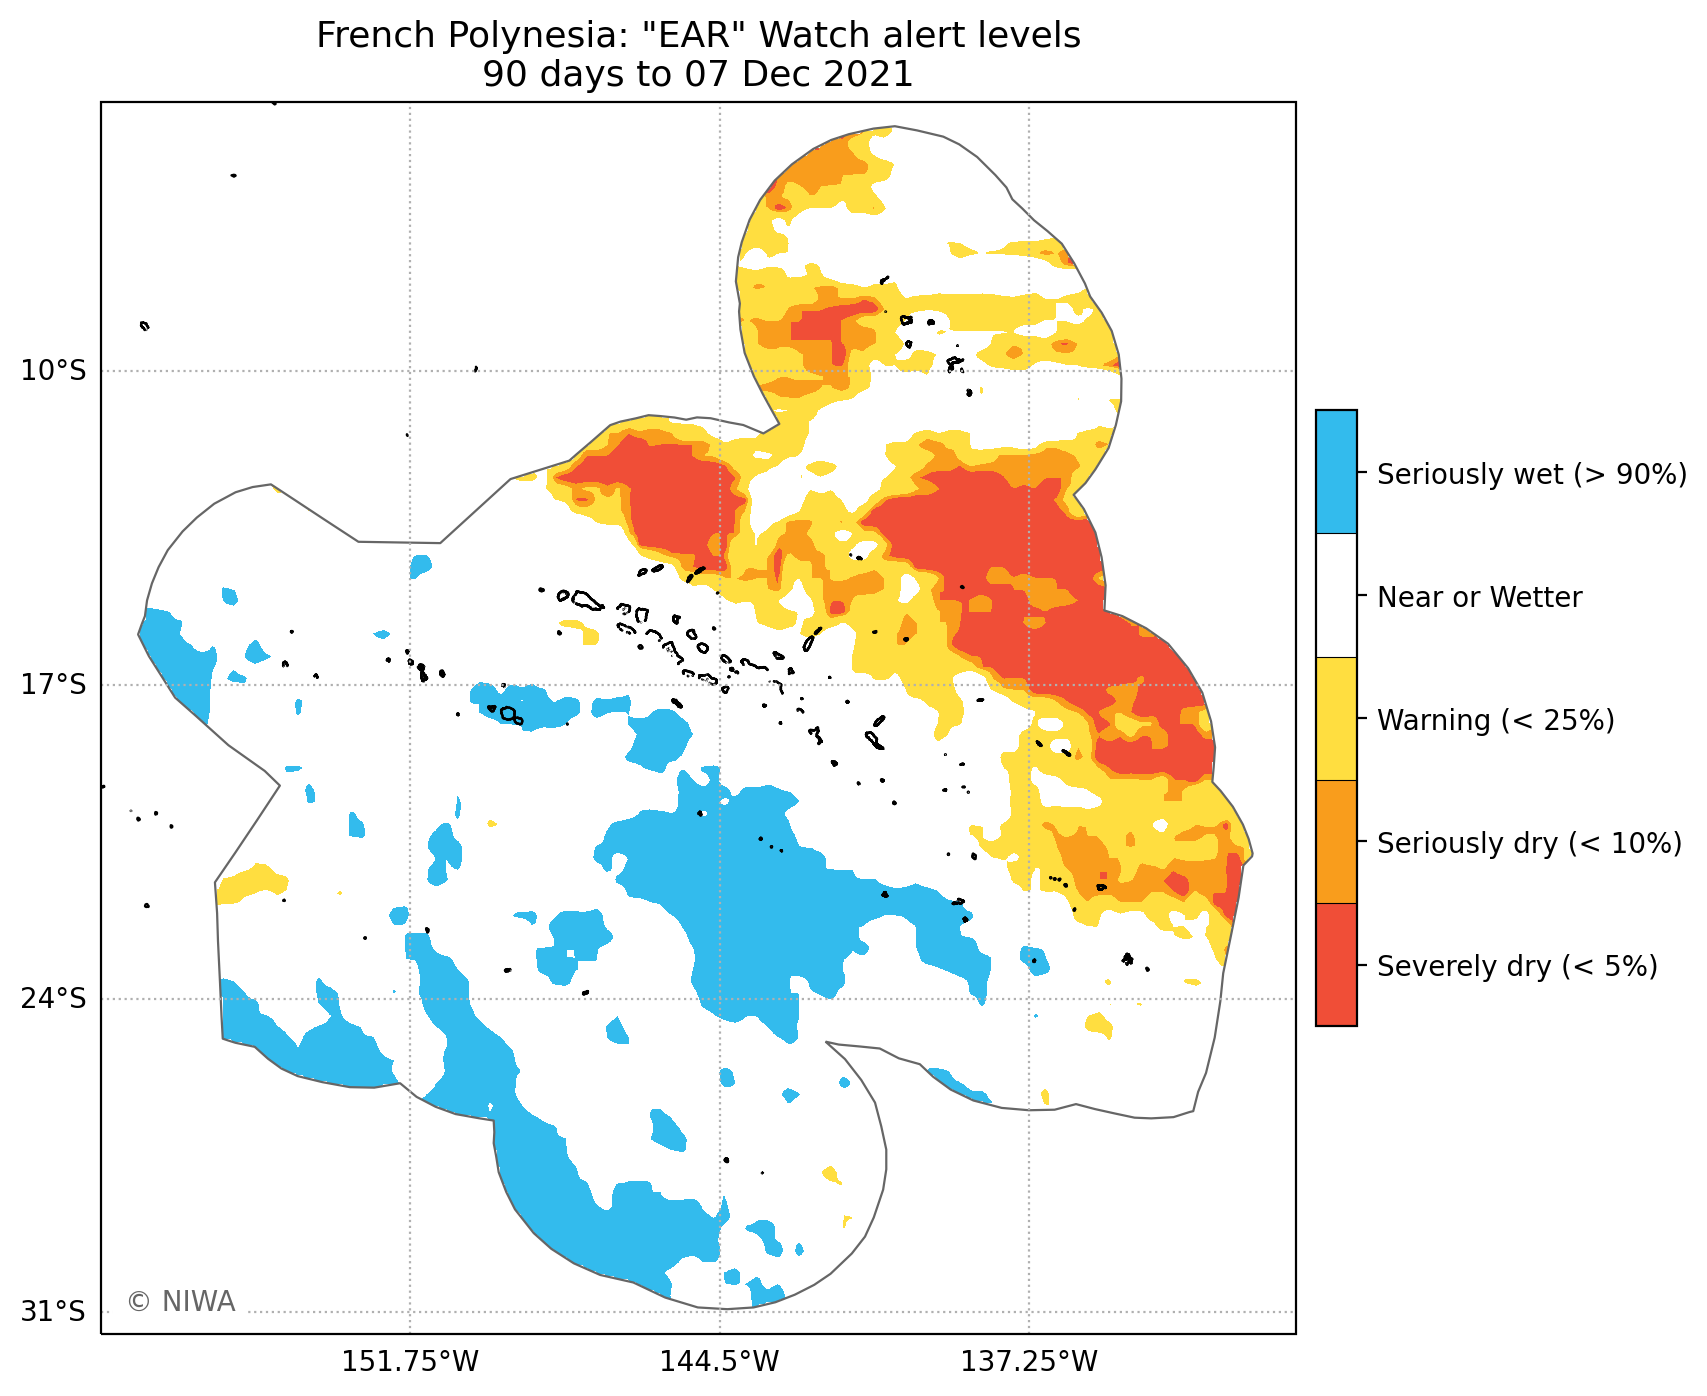 French Polynesia: "EAR" Watch alert levels
90 days to 07 Dec 2021
10°S
17°S
24°S
31°S
151.75°W
144.5°W
137.25°W
Seriously wet (> 90%)
Near or Wetter
Warning (< 25%)
Seriously dry (< 10%)
Severely dry (< 5%)
© NIWA